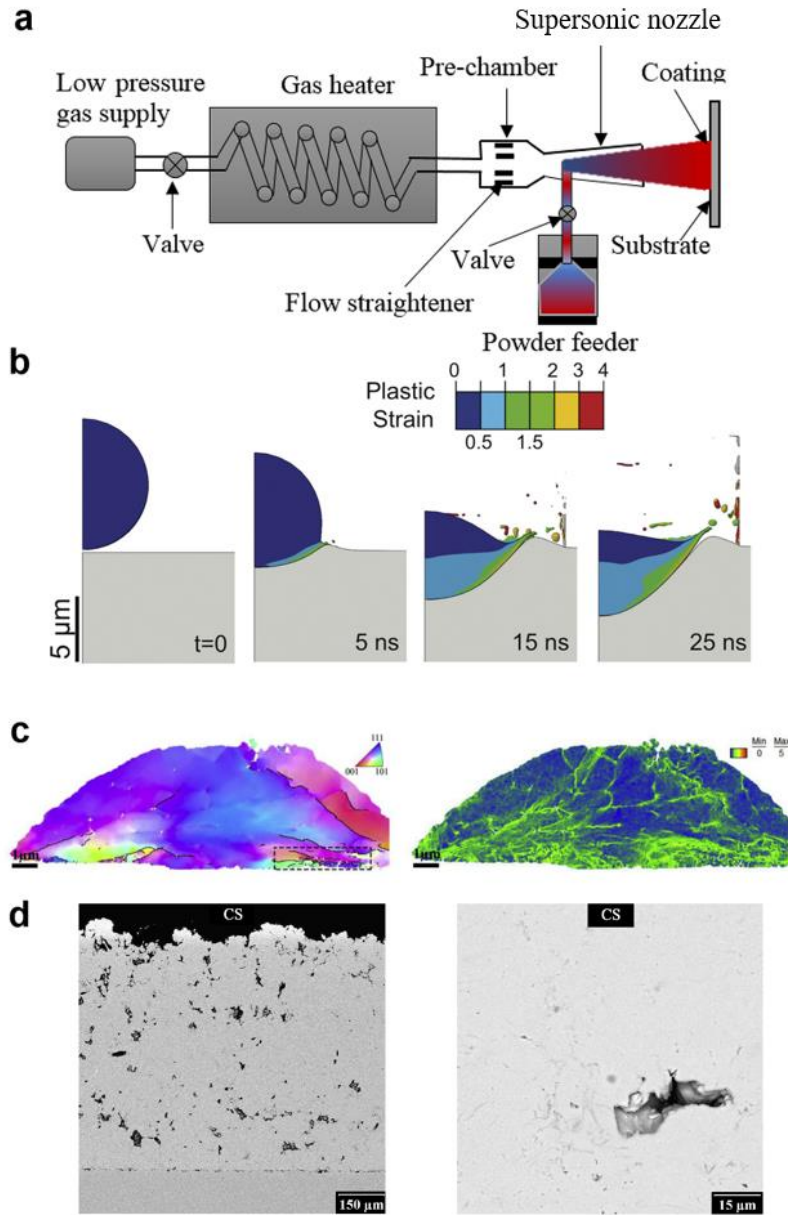 a
Supersonic nozzle
Pre-chamber
Coating
Low pressure
gas supply
Gas heater
Valve
Valve
Substrate
Flow straightener
Powder feeder
b
Plastic
Strain
0 1 2 3 4
0.5 1.5
5 µm
t=0
5 ns
15 ns
25 ns
c
111
001 101
1µm
Min Max
0 5
1µm
d
CS
150 µm
CS
15 µm